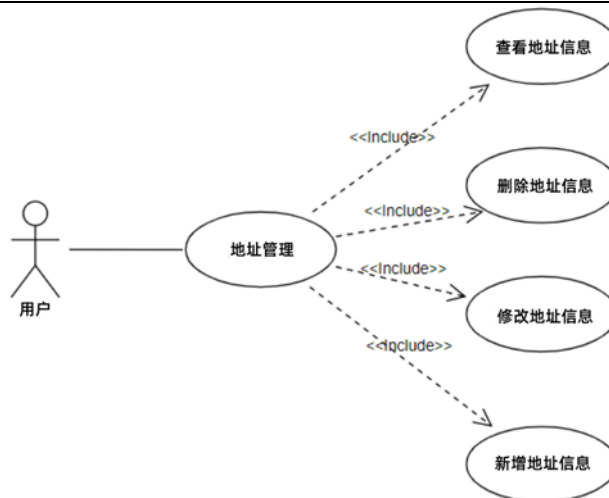 查看地址信息
<<Include>>
删除地址信息
<<Include>>
地址管理
<<Include>>
用户
修改地址信息
<<Include>>
新增地址信息